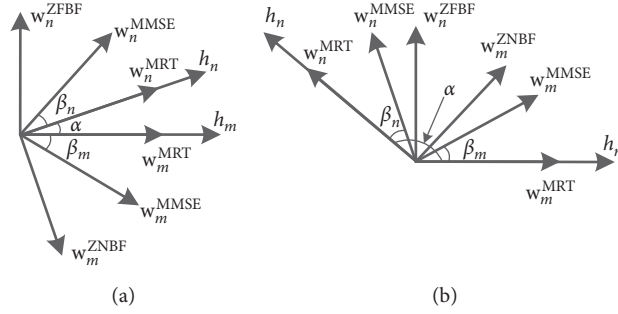 w_n^ZFBF
w_n^MMSE
w_n^MRT
h_n
β_n
α
h_m
β_m
w_m^MRT
w_m^MMSE
w_m^ZNBF
(a)
h_n
w_n^MRT
w_n^MMSE
w_n^ZFBF
w_m^ZNBF
w_m^MMSE
α
β_n
β_m
w_m^MRT
(b)